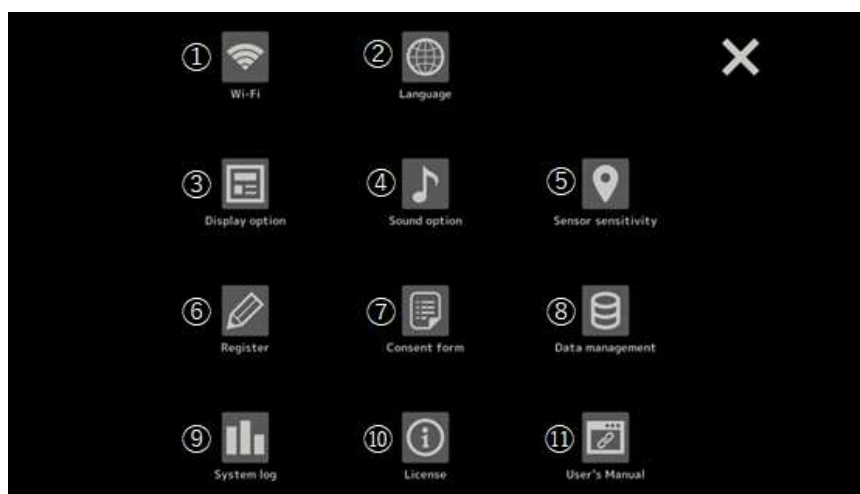 ① Wi-Fi
② Language
③ Display option
④ Sound option
⑤ Sensor sensitivity
⑥ Register
⑦ Consent form
⑧ Data management
⑨ System log
⑩ License
⑪ User's Manual